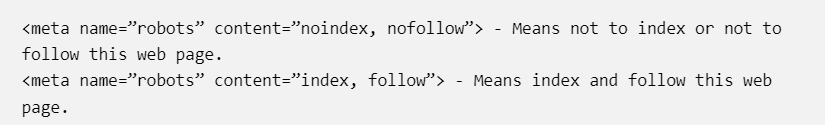 <meta name=”robots” content=”noindex, nofollow”> - Means not to index or not to
follow this web page.
<meta name=”robots” content=”index, follow”> - Means index and follow this web
page.